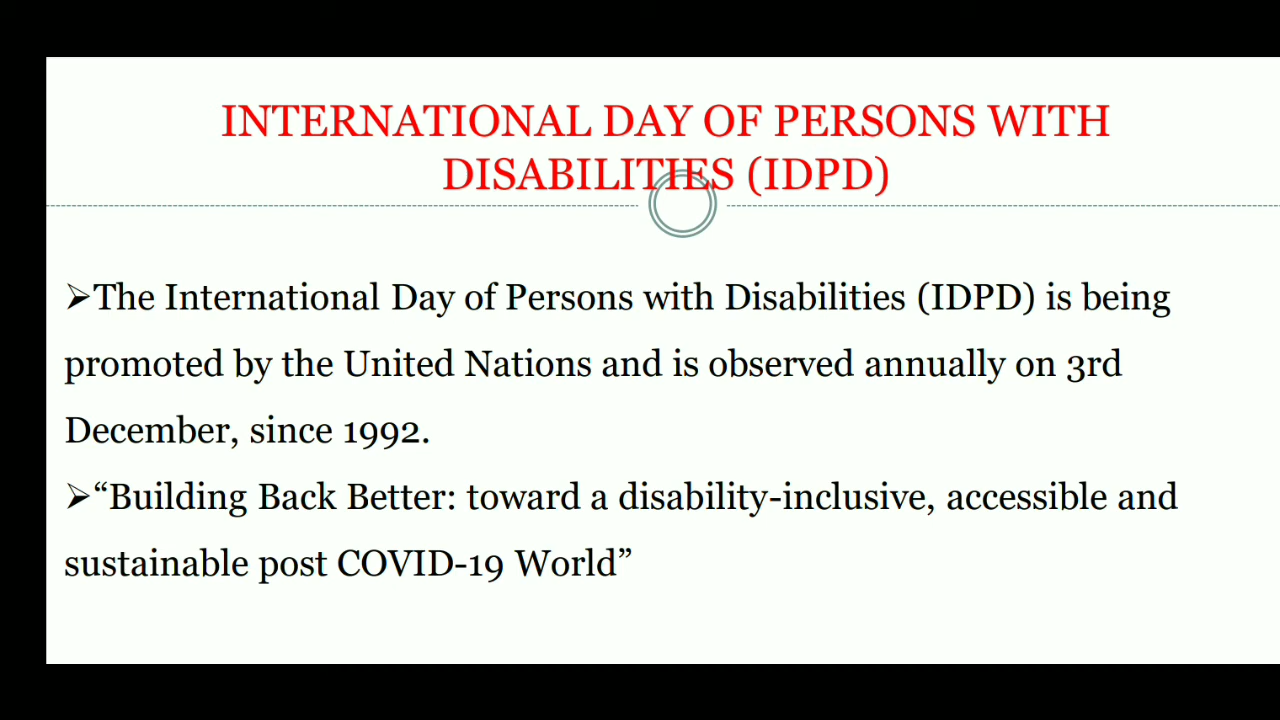 INTERNATIONAL DAY OF PERSONS WITH
DISABILITIES (IDPD)
➢The International Day of Persons with Disabilities (IDPD) is being
promoted by the United Nations and is observed annually on 3rd
December, since 1992.
➢“Building Back Better: toward a disability-inclusive, accessible and
sustainable post COVID-19 World”